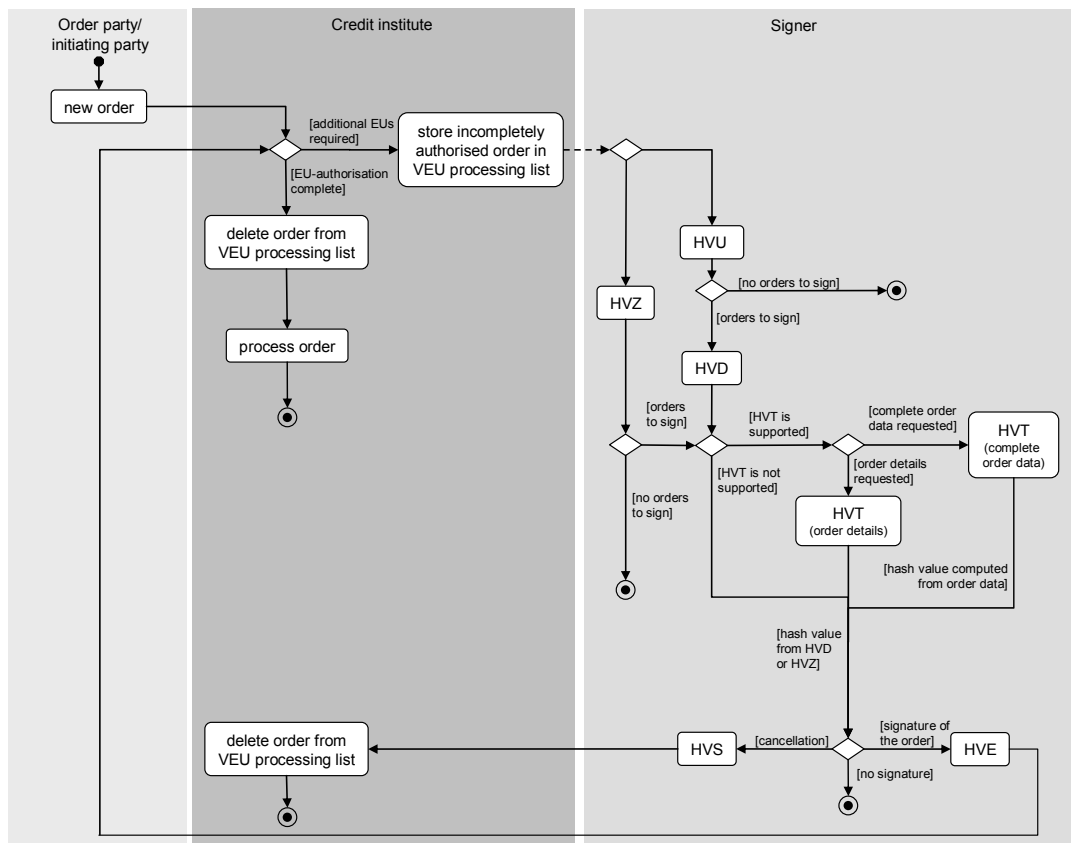 Order party/
initiating party
Credit institute
Signer
new order
[additional EUs
required]
store incompletely
authorised order in
VEU processing list
[EU-authorisation
complete]
delete order from
VEU processing list
HVU
[no orders to sign]
HVZ
[orders to sign]
process order
HVD
[orders
to sign]
[HVT is
supported]
[complete order
data requested]
HVT
(complete
order data)
[HVT is not
supported]
[order details
requested]
[no orders
to sign]
HVT
(order details)
[hash value computed
from order data]
[hash value
from HVD
or HVZ]
delete order from
VEU processing list
HVS
[cancellation]
[signature of
the order]
HVE
[no signature]